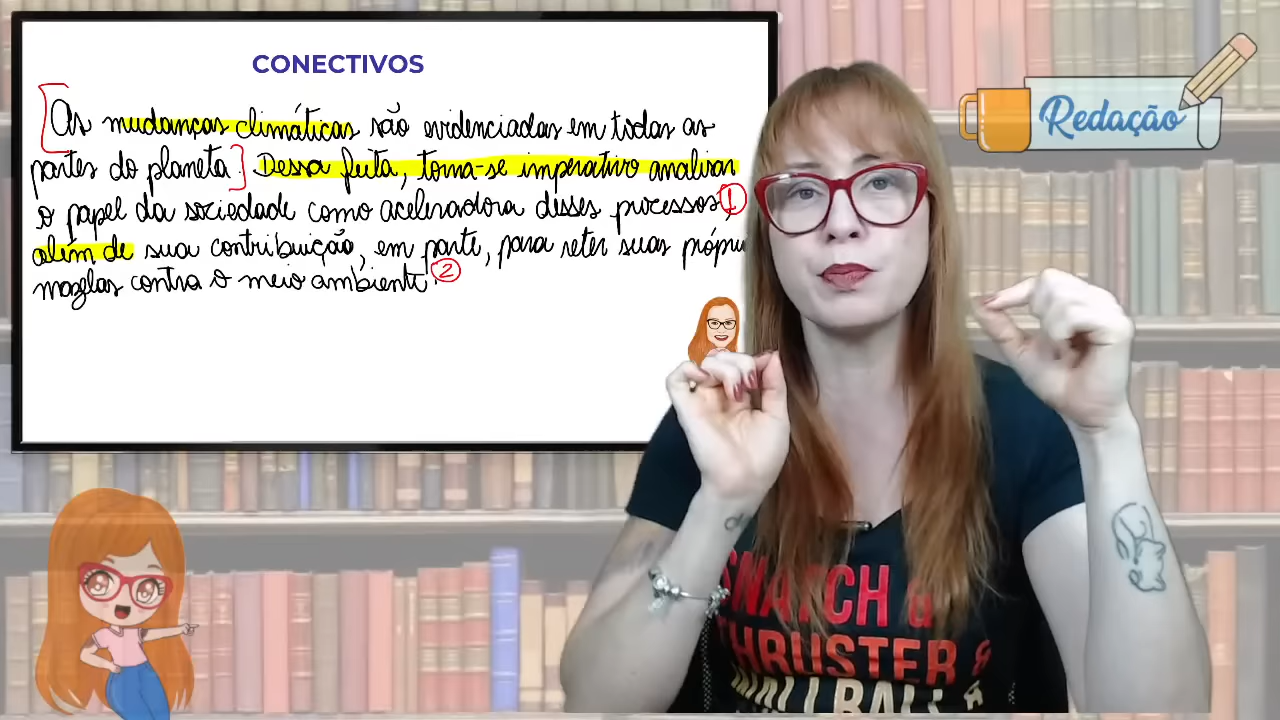 CONECTIVOS
[As mudanças climáticas são evidenciadas em todas as
partes do planeta.] Dessa feita, torna-se imperativo analisar
o papel da sociedade como aceleradora desses processos, 1
além de sua contribuição, em parte, para reter suas
mazelas contra o meio ambiente. 2
Redação
SNATCH &
THRUSTER &
WALLBALL &